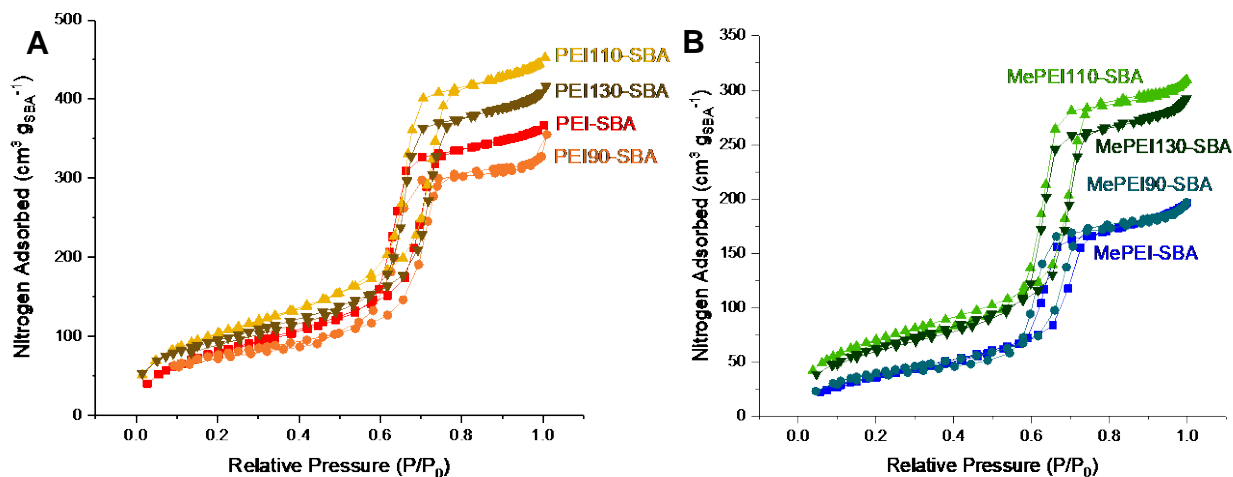 A
Nitrogen Adsorbed (cm³ g_SBA⁻¹)
500
400
300
200
100
0
PEI110-SBA
PEI130-SBA
PEI-SBA
PEI90-SBA
0.0 0.2 0.4 0.6 0.8 1.0
Relative Pressure (P/P₀)
B
Nitrogen Adsorbed (cm³ g_SBA⁻¹)
350
300
250
200
150
100
50
0
MePEI110-SBA
MePEI130-SBA
MePEI90-SBA
MePEI-SBA
0.0 0.2 0.4 0.6 0.8 1.0
Relative Pressure (P/P₀)